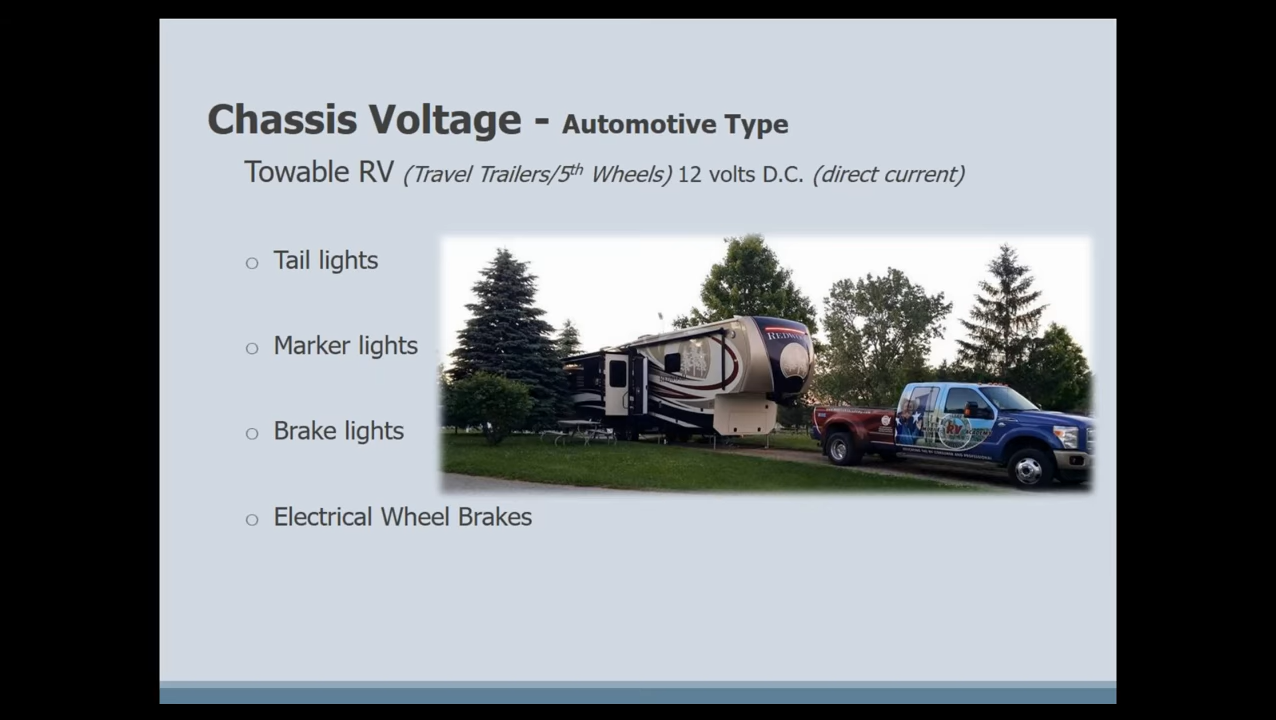 Chassis Voltage - Automotive Type
Towable RV (Travel Trailers/5th Wheels) 12 volts D.C. (direct current)
o Tail lights
o Marker lights
o Brake lights
o Electrical Wheel Brakes
RV